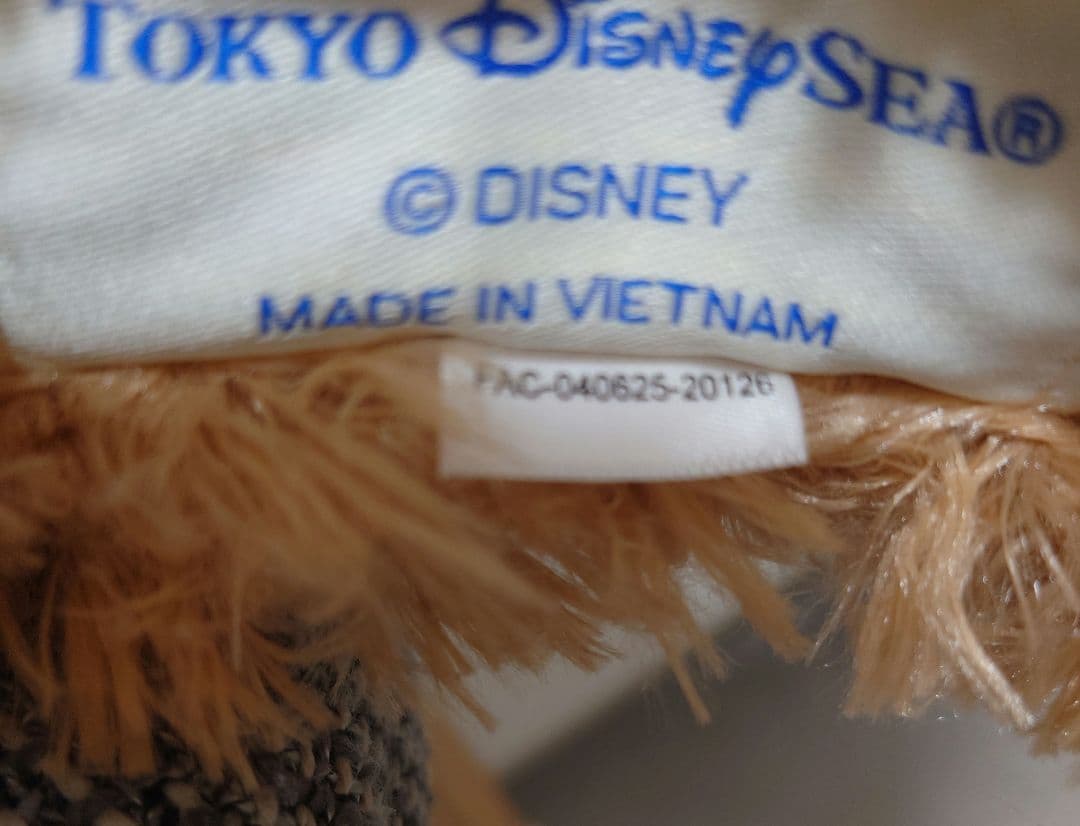 TOKYO DISNEYSEA®
© DISNEY
MADE IN VIETNAM
FAC-040625-20126